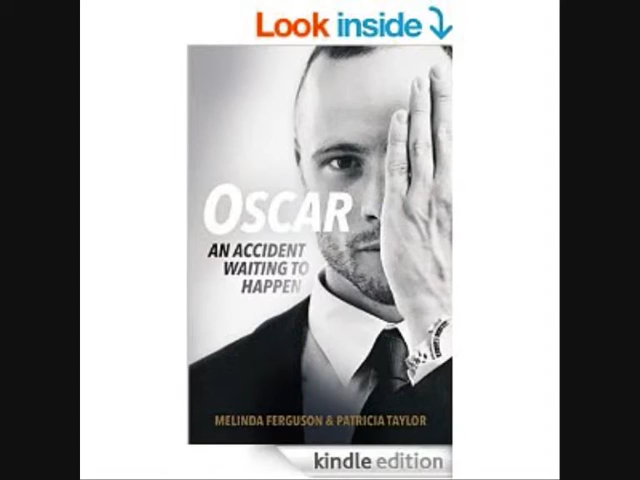 Look inside
OSCAR
AN ACCIDENT
WAITING TO
HAPPEN
MELINDA FERGUSON & PATRICIA TAYLOR
kindle edition